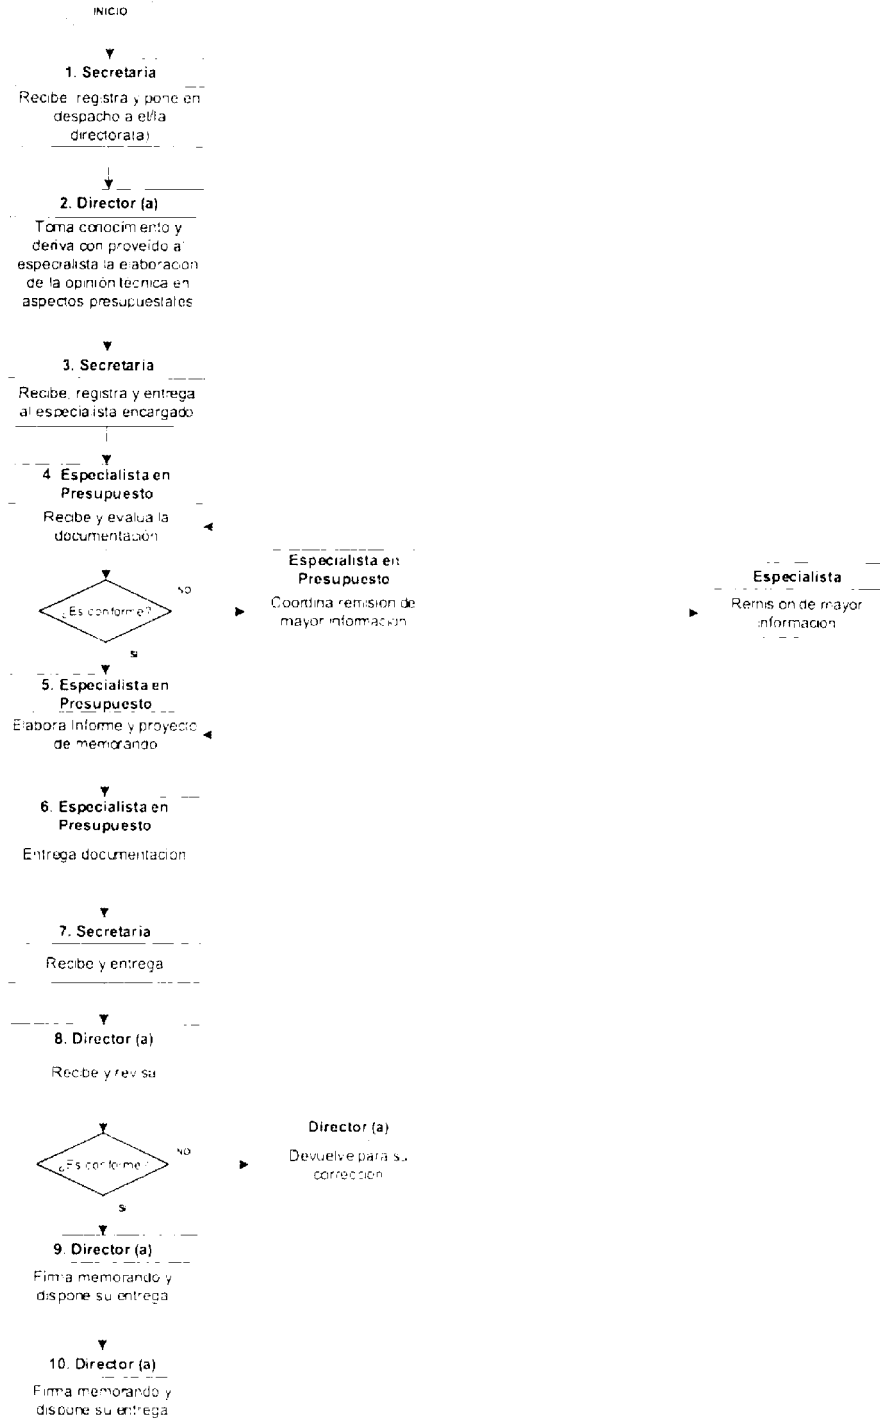 INICIO
1. Secretaria
Recibe, registra y pone en
despacho a el/la
director(a)
2. Director (a)
Toma conocimiento y
deriva con proveído al
especialista la elaboración
de la opinión técnica en
aspectos presupuestales
3. Secretaria
Recibe, registra y entrega
al especialista encargado
4. Especialista en
Presupuesto
Recibe y evalua la
documentación
¿Es conforme?
NO
SI
Especialista en
Presupuesto
Coordina remisión de
mayor información
Especialista
Remisión de mayor
información
5. Especialista en
Presupuesto
Elabora Informe y proyecto
de memorando
6. Especialista en
Presupuesto
Entrega documentación
7. Secretaria
Recibe y entrega
8. Director (a)
Recibe y revisa
¿Es conforme?
NO
SI
Director (a)
Devuelve para su
corrección
9. Director (a)
Firma memorando y
dispone su entrega
10. Director (a)
Firma memorando y
dispone su entrega